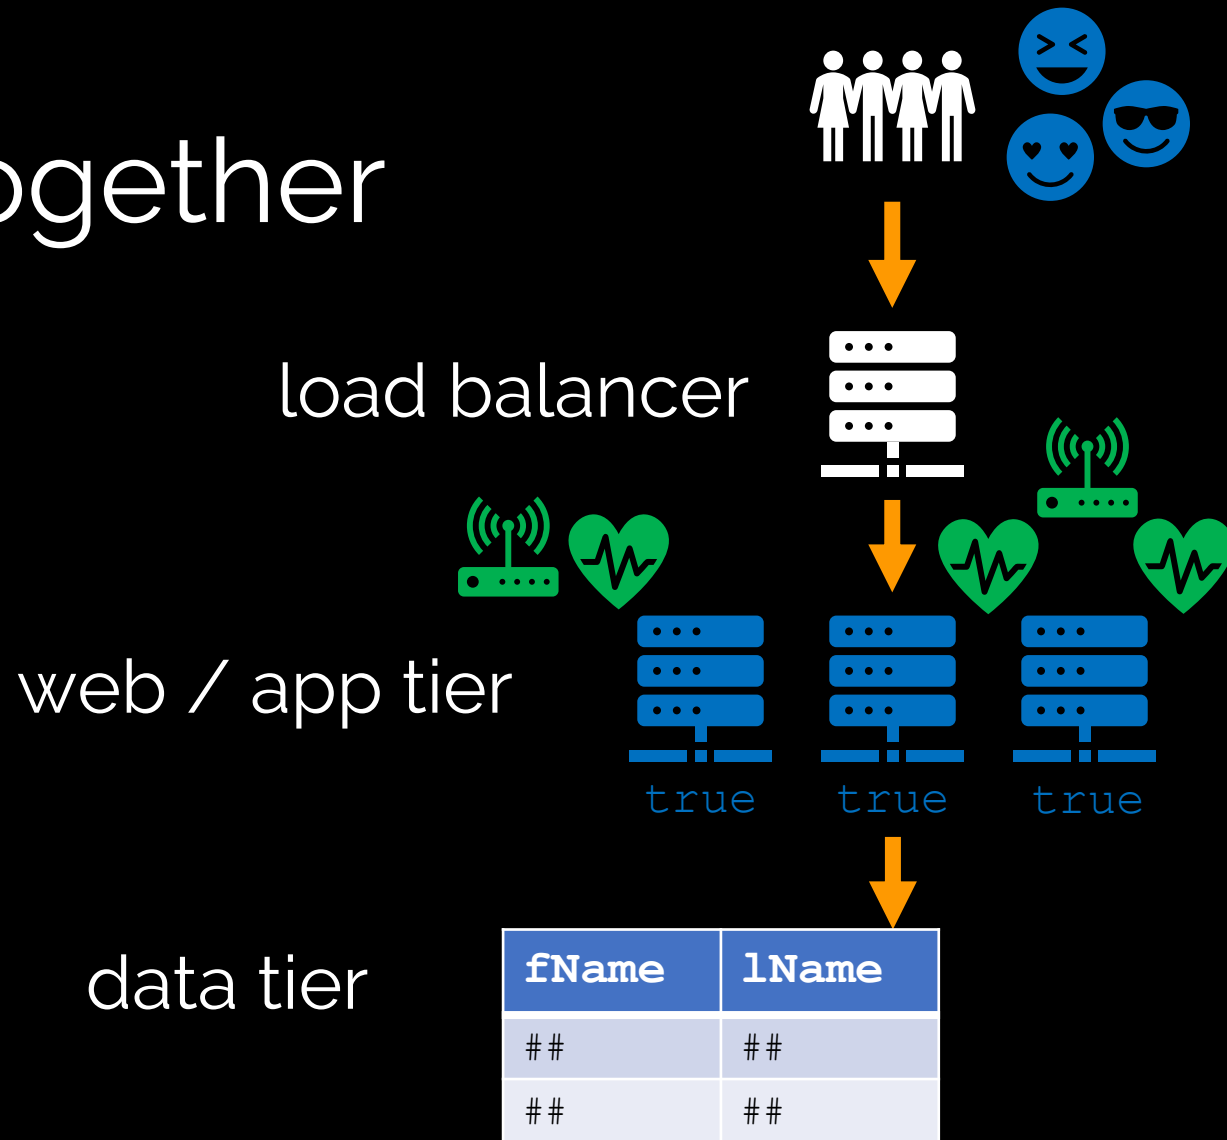 ogether
load balancer
web / app tier
true true true
data tier
fName lName
## ##
## ##